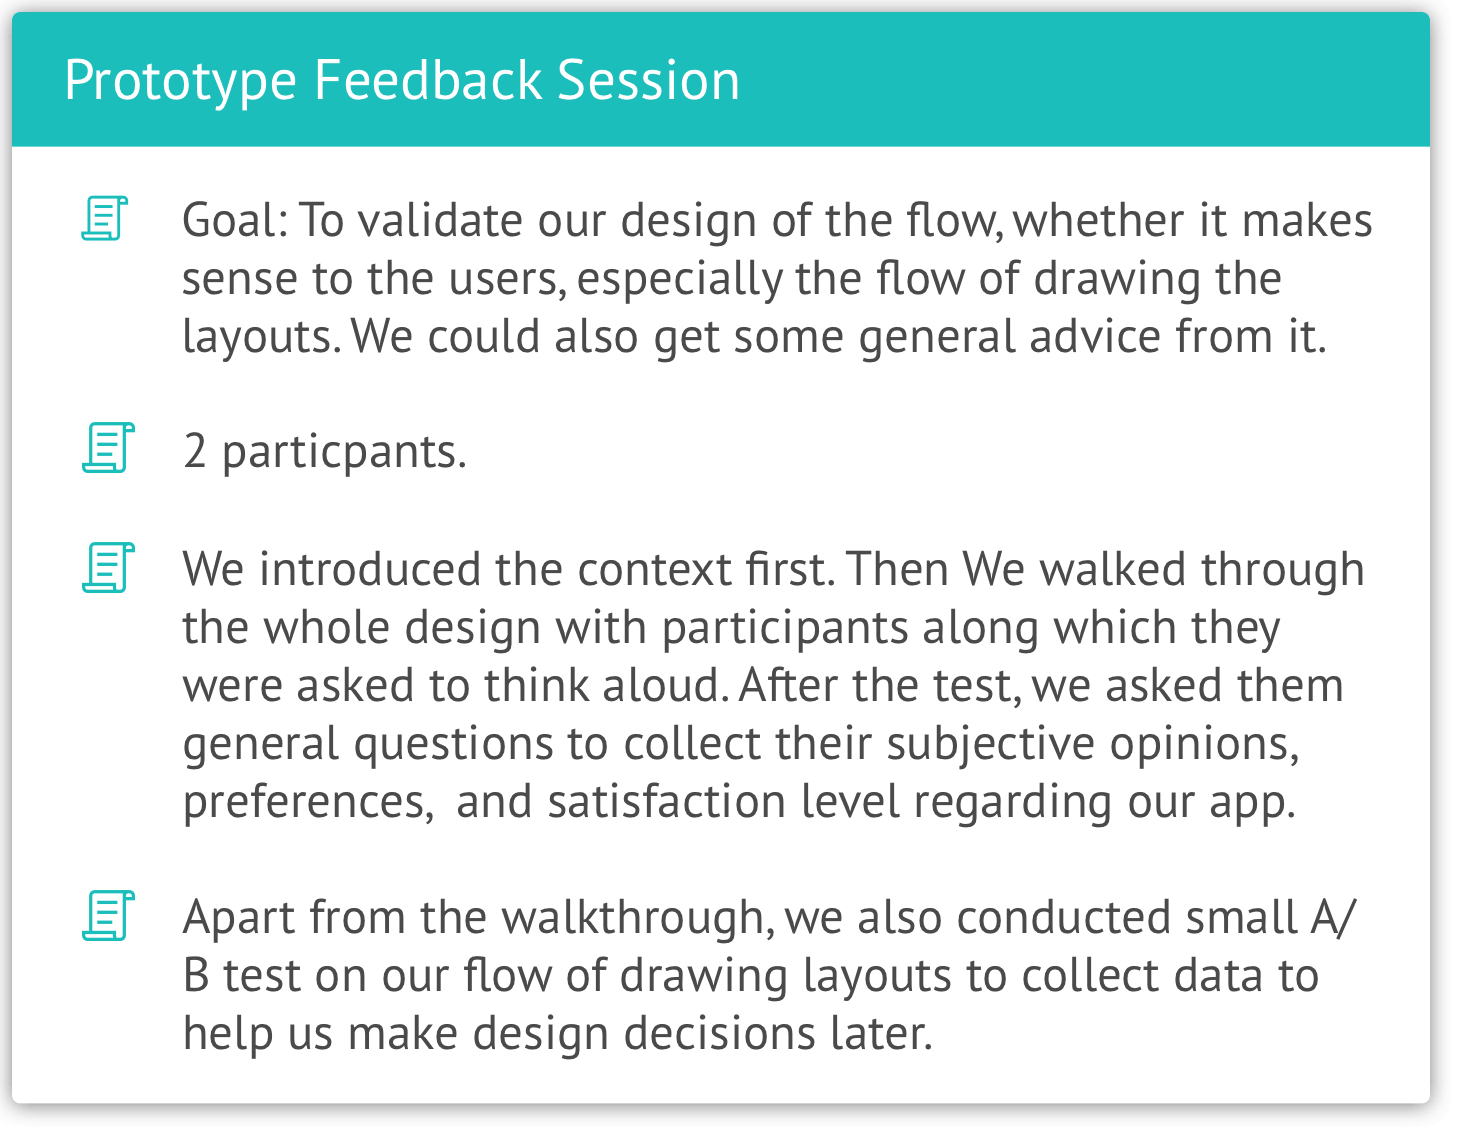 Prototype Feedback Session
Goal: To validate our design of the flow, whether it makes
sense to the users, especially the flow of drawing the
layouts. We could also get some general advice from it.
2 particpants.
We introduced the context first. Then We walked through
the whole design with participants along which they
were asked to think aloud. After the test, we asked them
general questions to collect their subjective opinions,
preferences,  and satisfaction level regarding our app.
Apart from the walkthrough, we also conducted small A/
B test on our flow of drawing layouts to collect data to
help us make design decisions later.